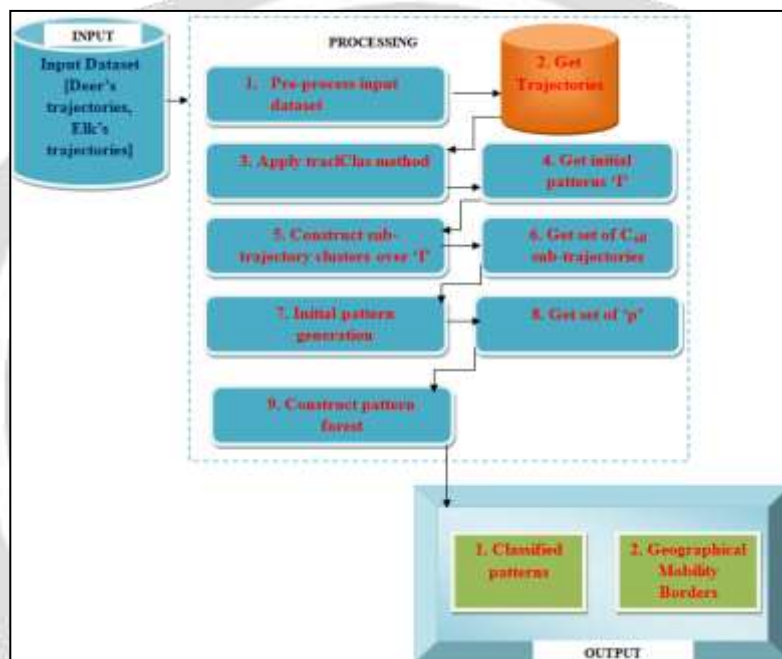 INPUT
Input Dataset
[Deer's
trajectories,
Elk's
trajectories]
PROCESSING
1. Pre-process input
dataset
2. Get
Trajectories
3. Apply traclClus method
4. Get initial
patterns 'I'
5. Construct sub-
trajectory clusters over 'I'
6. Get set of
sub-trajectories
7. Initial pattern
generation
8. Get set of 'p'
9. Construct pattern
forest
1. Classified
patterns
2. Geographical
Mobility
Borders
OUTPUT